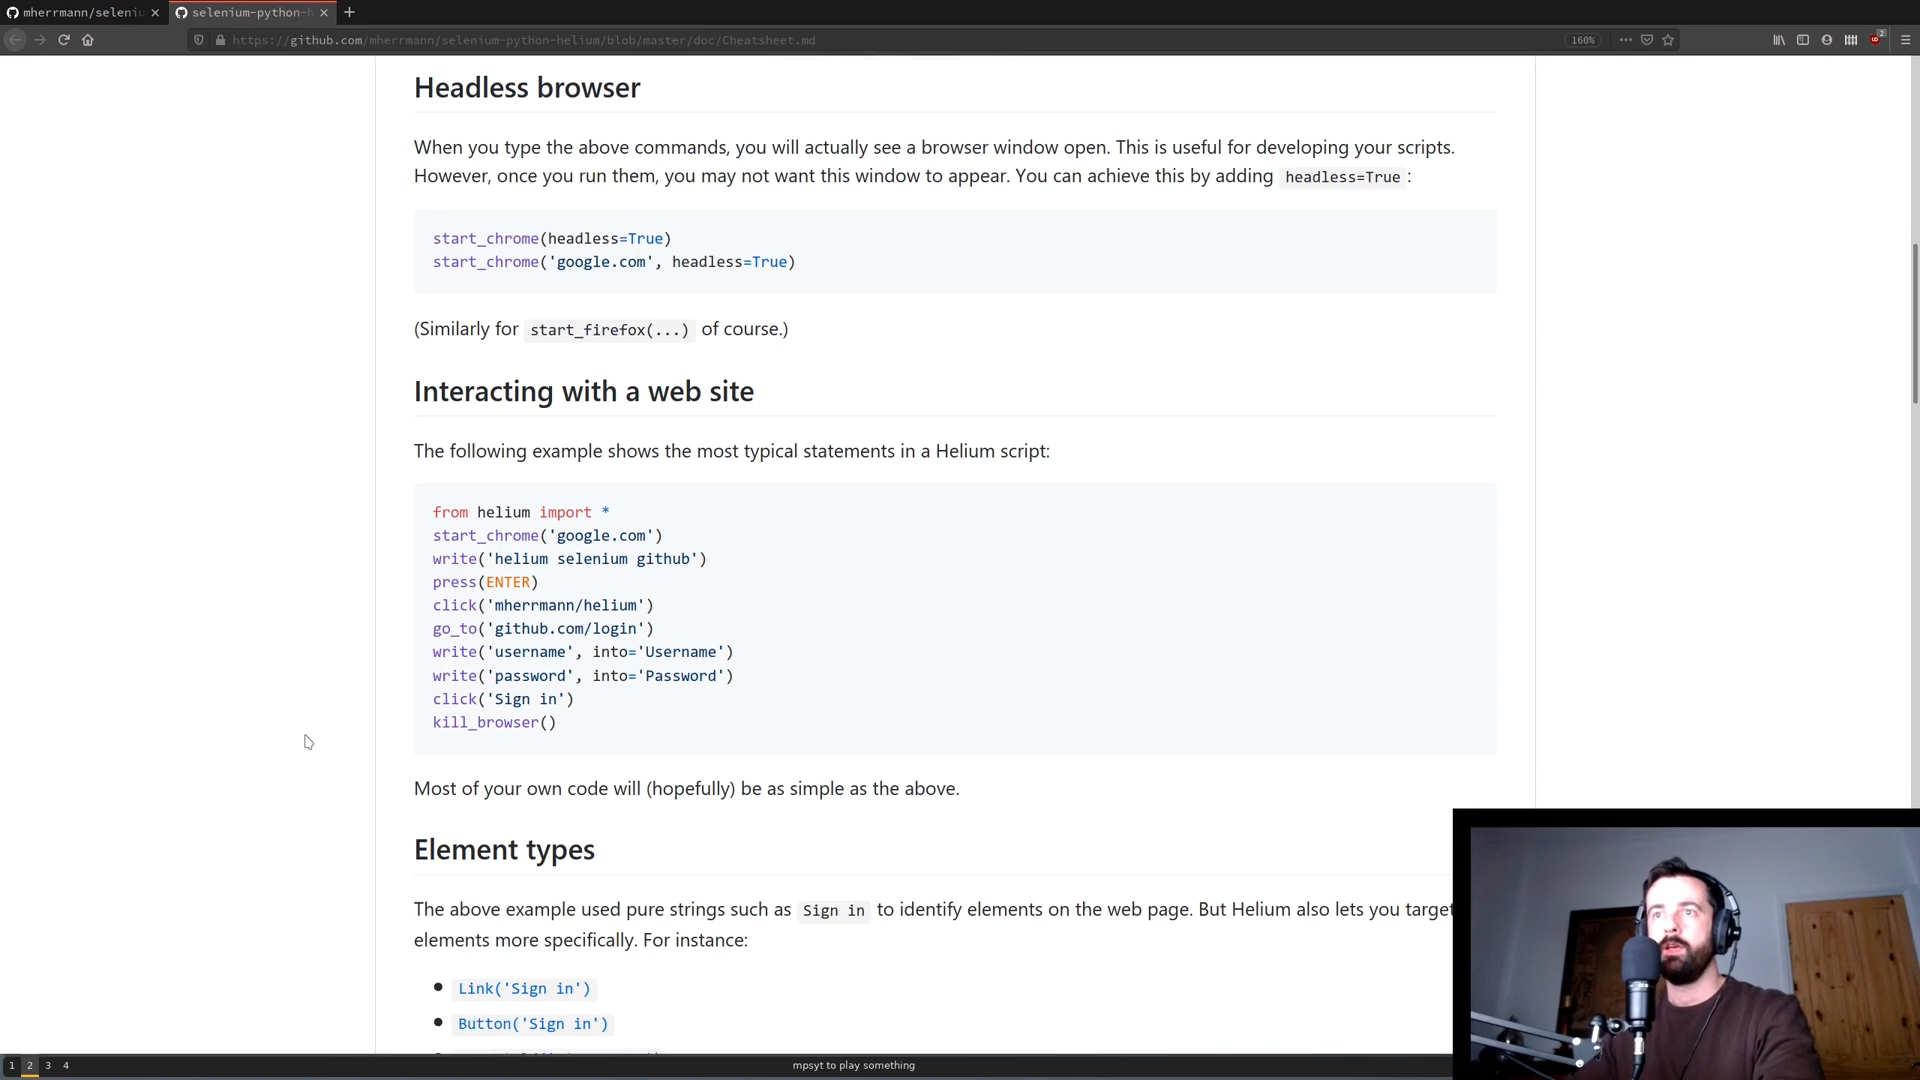 mherrmann/seleniu
selenium-python-h
https://github.com/mherrmann/selenium-python-helium/blob/master/doc/Cheatsheet.md
160%
2
Headless browser
When you type the above commands, you will actually see a browser window open. This is useful for developing your scripts.
However, once you run them, you may not want this window to appear. You can achieve this by adding headless=True :
start_chrome(headless=True)
start_chrome('google.com', headless=True)
(Similarly for start_firefox(...) of course.)
Interacting with a web site
The following example shows the most typical statements in a Helium script:
from helium import *
start_chrome('google.com')
write('helium selenium github')
press(ENTER)
click('mherrmann/helium')
go_to('github.com/login')
write('username', into='Username')
write('password', into='Password')
click('Sign in')
kill_browser()
Most of your own code will (hopefully) be as simple as the above.
Element types
The above example used pure strings such as Sign in to identify elements on the web page. But Helium also lets you target
elements more specifically. For instance:
Link('Sign in')
Button('Sign in')
1 2 3 4
mpsyt to play something